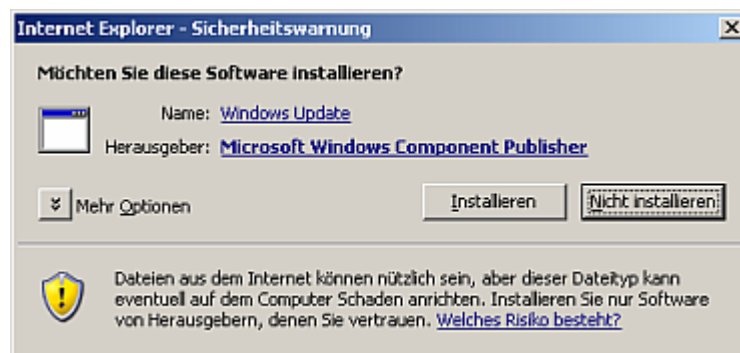 Internet Explorer - Sicherheitswarnung
Möchten Sie diese Software installieren?
Name: Windows Update
Herausgeber: Microsoft Windows Component Publisher
Mehr Optionen
Installieren
Nicht installieren
Dateien aus dem Internet können nützlich sein, aber dieser Dateityp kann
eventuell auf dem Computer Schaden anrichten. Installieren Sie nur Software
von Herausgebern, denen Sie vertrauen. Welches Risiko besteht?